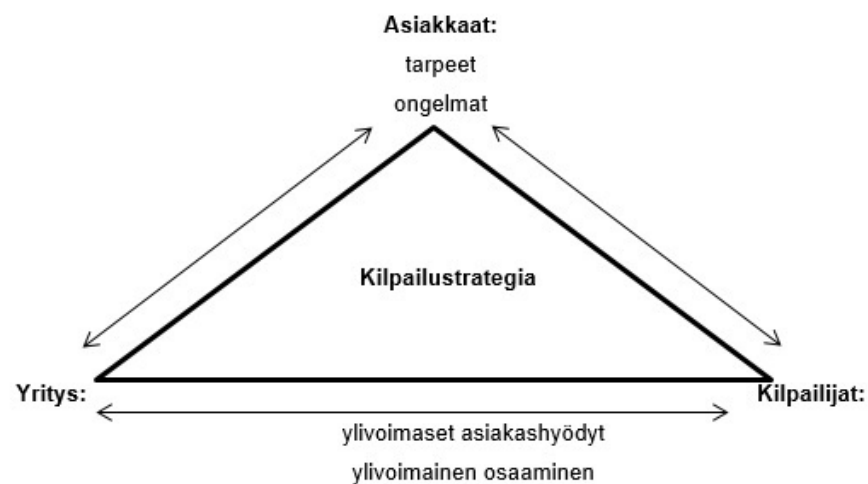 Asiakkaat:
tarpeet
ongelmat
Kilpailustrategia
Yritys:
Kilpailijat:
ylivoimaset asiakashyödyt
ylivoimainen osaaminen